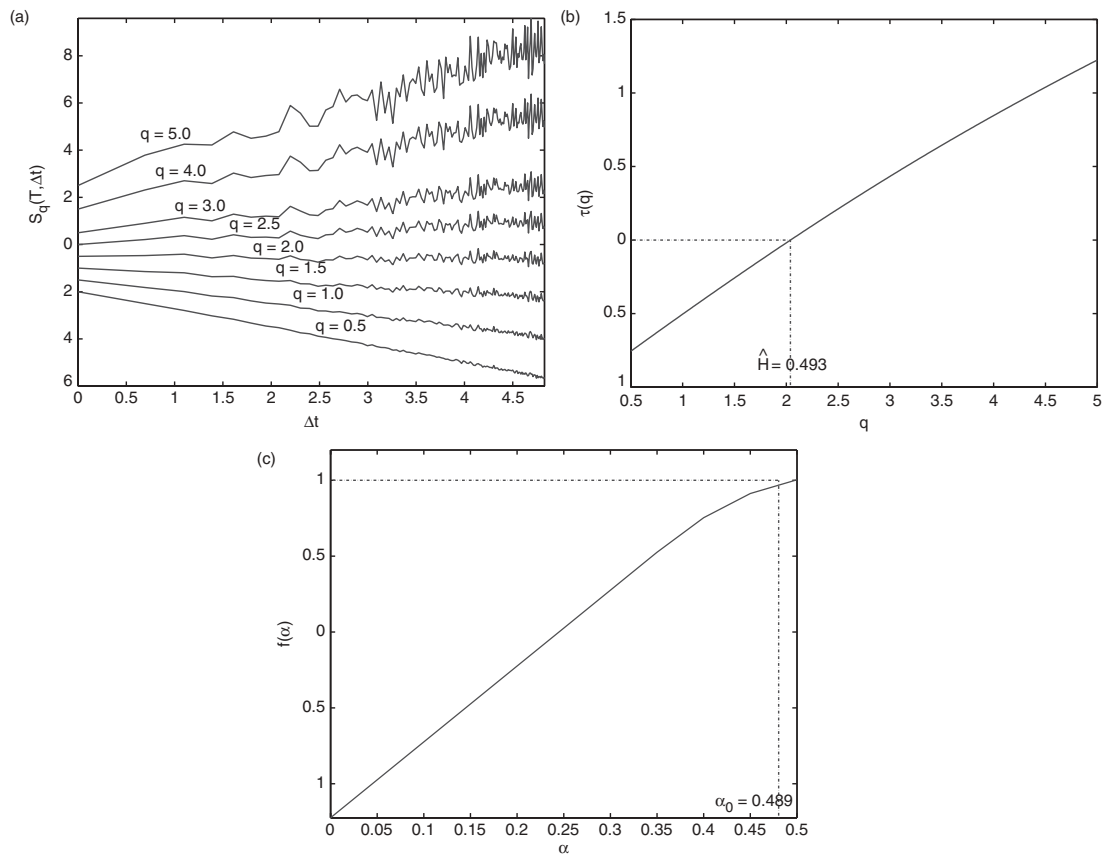 (a)
8
6
4
2
0
2
4
6
S_q(T,Δt)
q = 5.0
q = 4.0
q = 3.0
q = 2.5
q = 2.0
q = 1.5
q = 1.0
q = 0.5
0 0.5 1 1.5 2 2.5 3 3.5 4 4.5
Δt
(b)
1.5
1
0.5
0
0.5
1
τ(q)
Ĥ = 0.493
0.5 1 1.5 2 2.5 3 3.5 4 4.5 5
q
(c)
1
0.5
0
0.5
1
f(α)
α₀ = 0.489
0 0.05 0.1 0.15 0.2 0.25 0.3 0.35 0.4 0.45 0.5
α